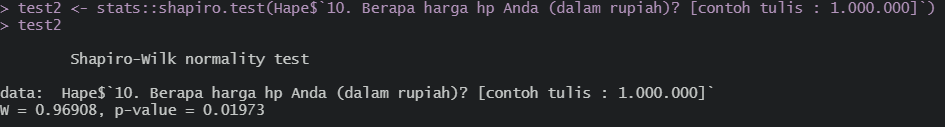 > test2 <- stats::shapiro.test(Hape$`10. Berapa harga hp Anda (dalam rupiah)? [contoh tulis : 1.000.000]`)
> test2
Shapiro-Wilk normality test
data:  Hape$`10. Berapa harga hp Anda (dalam rupiah)? [contoh tulis : 1.000.000]`
W = 0.96908, p-value = 0.01973